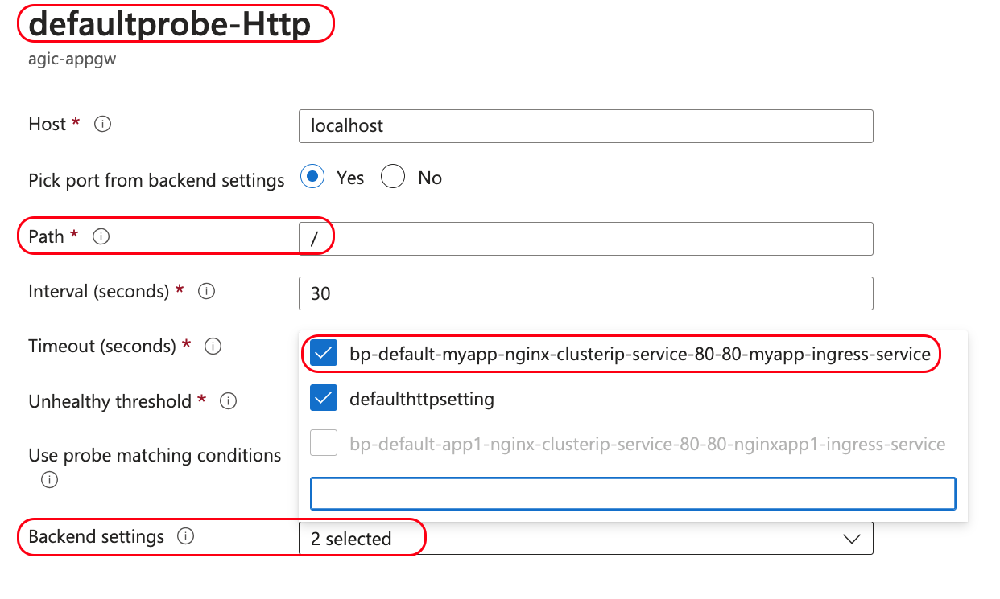 defaultprobe-Http
agic-appgw
Host *
localhost
Pick port from backend settings
Yes
No
Path *
/
Interval (seconds) *
30
Timeout (seconds) *
bp-default-myapp-nginx-clusterip-service-80-80-myapp-ingress-service
defaulthttpsetting
Unhealthy threshold *
bp-default-app1-nginx-clusterip-service-80-80-nginxapp1-ingress-service
Use probe matching conditions
Backend settings
2 selected